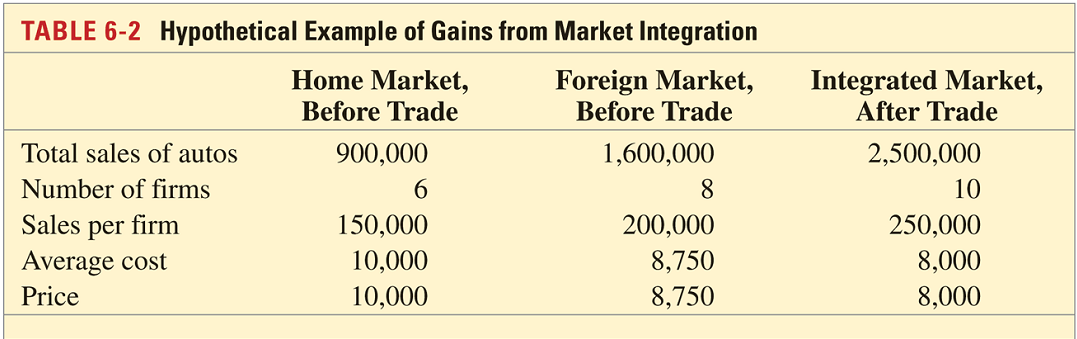 TABLE 6-2 Hypothetical Example of Gains from Market Integration
Home Market, Foreign Market, Integrated Market,
Before Trade Before Trade After Trade
Total sales of autos 900,000 1,600,000 2,500,000
Number of firms 6 8 10
Sales per firm 150,000 200,000 250,000
Average cost 10,000 8,750 8,000
Price 10,000 8,750 8,000